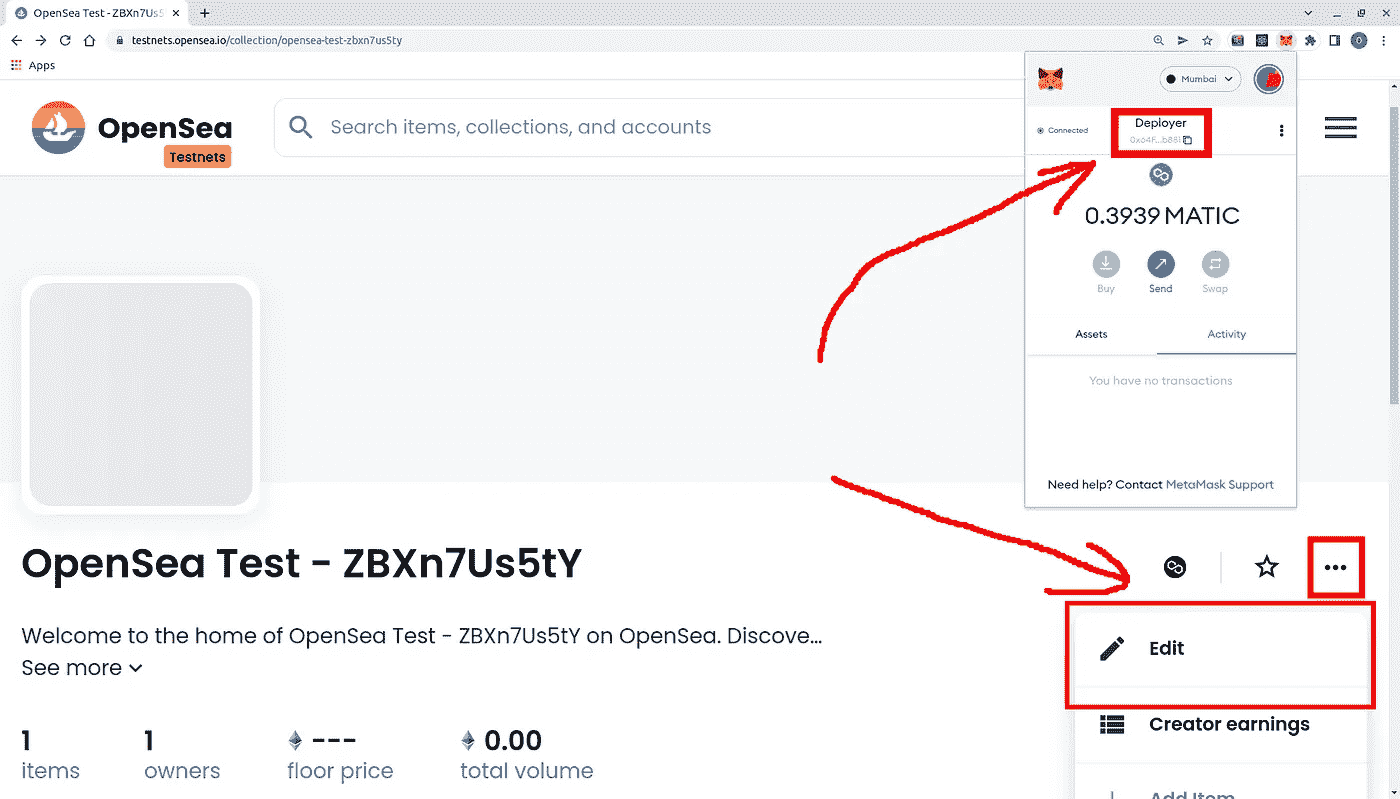 OpenSea Test - ZBXn7Us5
testnets.opensea.io/collection/opensea-test-zbxn7us5ty
Apps
OpenSea
Testnets
Search items, collections, and accounts
Mumbai
Connected
Deployer
0.3939 MATIC
Buy
Send
Swap
Assets
Activity
You have no transactions
Need help? Contact MetaMask Support
OpenSea Test - ZBXn7Us5tY
Welcome to the home of OpenSea Test - ZBXn7Us5tY on OpenSea. Discove...
See more
Edit
Creator earnings
Add Item
1
items
1
owners
---
floor price
0.00
total volume